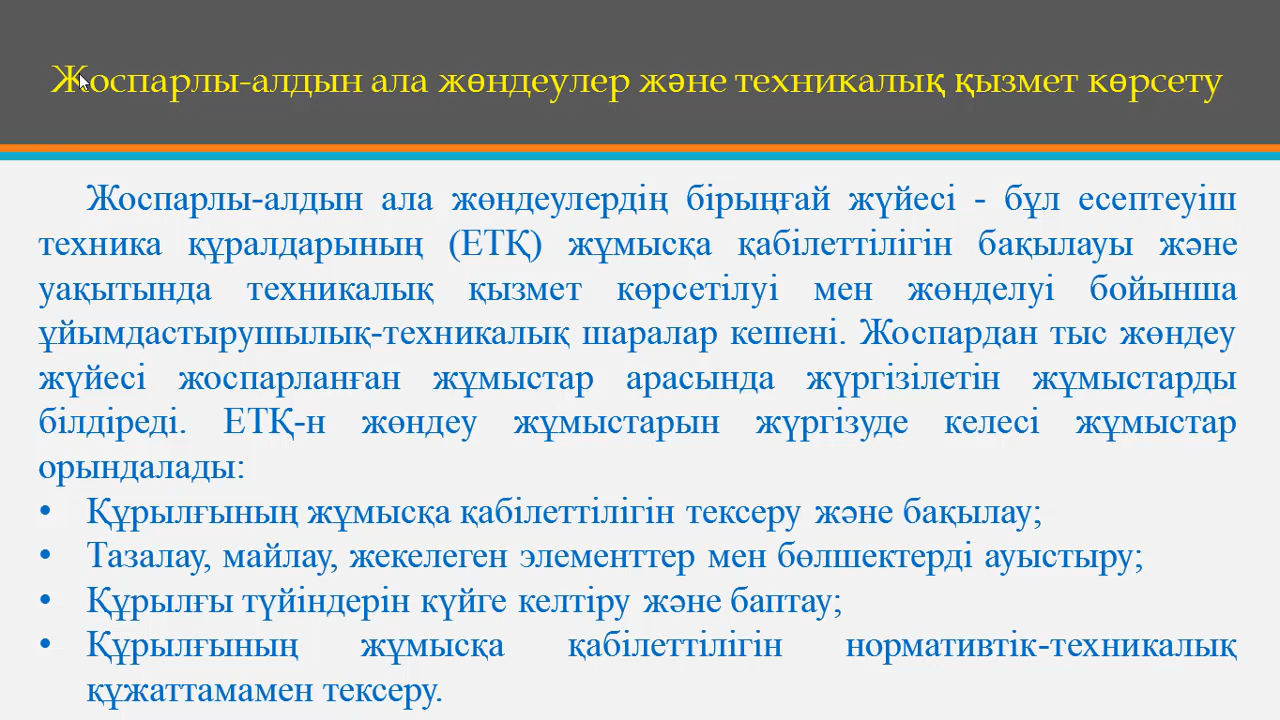 Жоспарлы-алдын ала жөндеулер және техникалық қызмет көрсету
Жоспарлы-алдын ала жөндеулердің бірыңғай жүйесі - бұл есептеуіш
техника құралдарының (ЕТҚ) жұмысқа қабілеттілігін бақылауы және
уақытында техникалық қызмет көрсетілуі мен жөнделуі бойынша
ұйымдастырушылық-техникалық шаралар кешені. Жоспардан тыс жөндеу
жүйесі жоспарланған жұмыстар арасында жүргізілетін жұмыстарды
білдіреді. ЕТҚ-н жөндеу жұмыстарын жүргізуде келесі жұмыстар
орындалады:
• Құрылғының жұмысқа қабілеттілігін тексеру және бақылау;
• Тазалау, майлау, жекелеген элементтер мен бөлшектерді ауыстыру;
• Құрылғы түйіндерін күйге келтіру және баптау;
• Құрылғының жұмысқа қабілеттілігін нормативтік-техникалық
құжаттамамен тексеру.